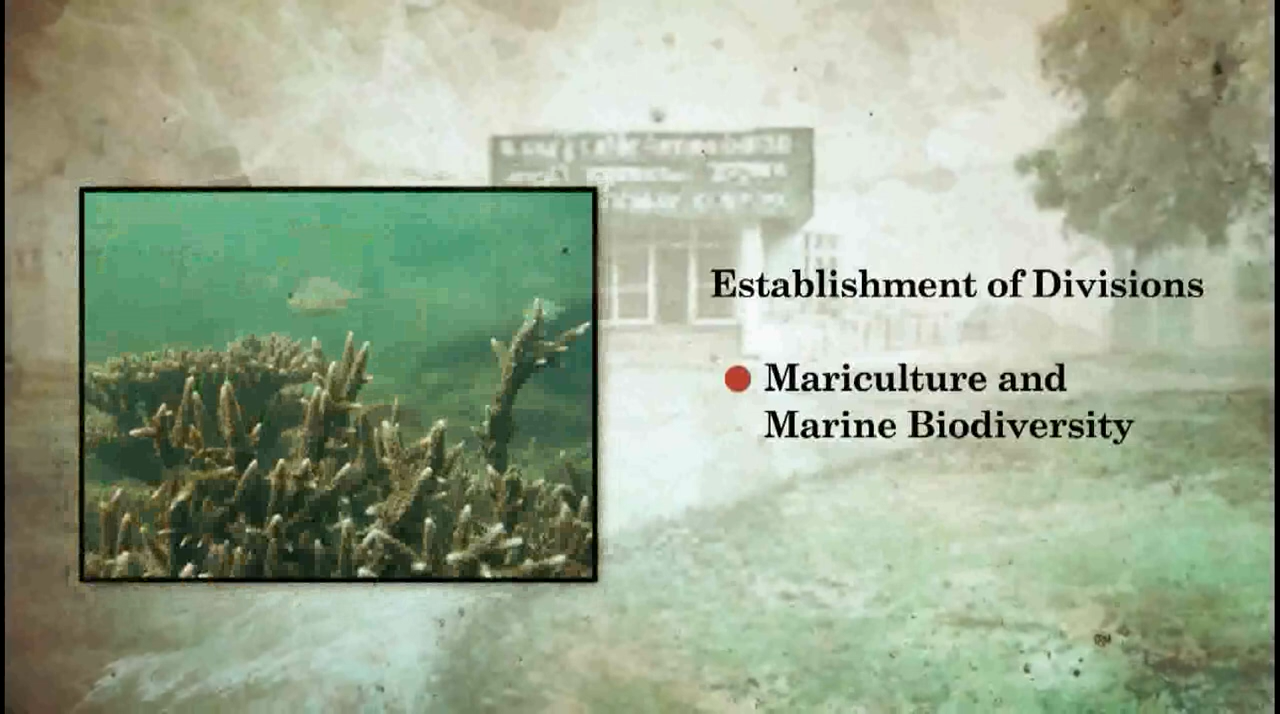 Establishment of Divisions
Mariculture and
Marine Biodiversity